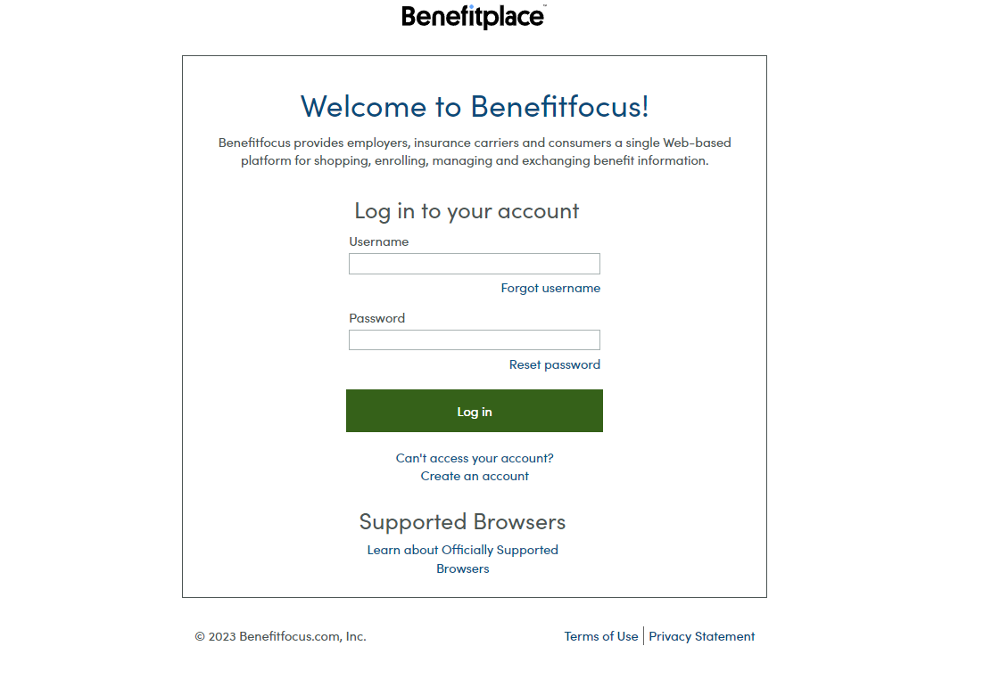 Benefitplace™
Welcome to Benefitfocus!
Benefitfocus provides employers, insurance carriers and consumers a single Web-based
platform for shopping, enrolling, managing and exchanging benefit information.
Log in to your account
Username
Forgot username
Password
Reset password
Log in
Can't access your account?
Create an account
Supported Browsers
Learn about Officially Supported
Browsers
© 2023 Benefitfocus.com, Inc.
Terms of Use | Privacy Statement